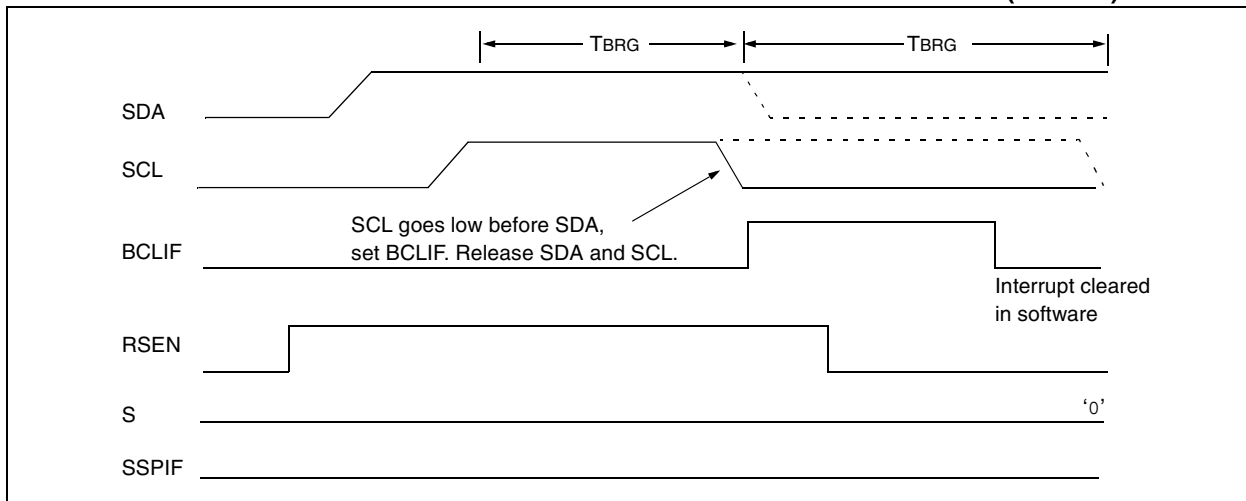 TBRG
TBRG
SDA
SCL
SCL goes low before SDA,
set BCLIF. Release SDA and SCL.
BCLIF
Interrupt cleared
in software
RSEN
S
‘0’
SSPIF